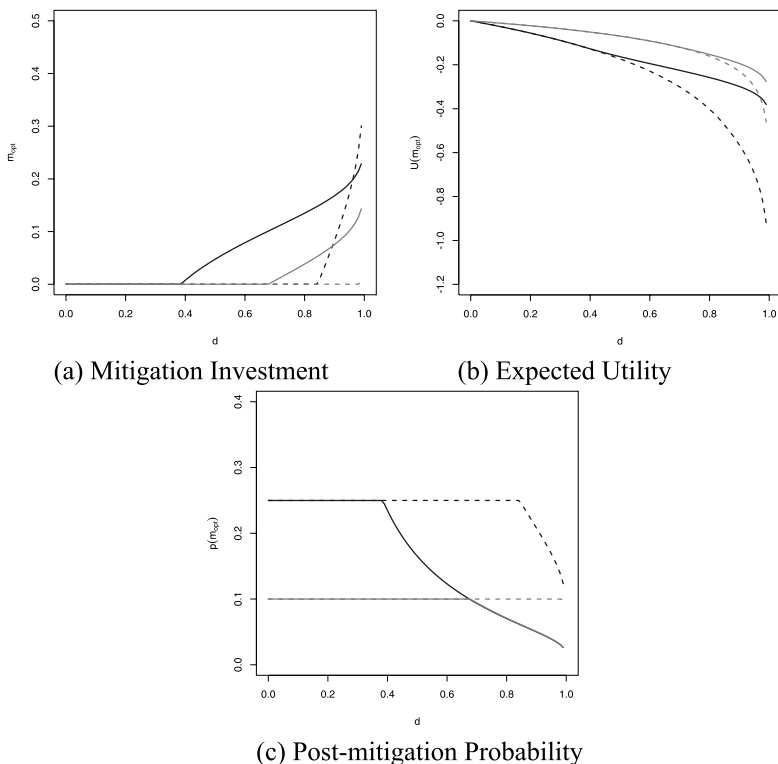 0.5
0.4
0.3
0.2
0.1
0.0
m_opt
0.0 0.2 0.4 0.6 0.8 1.0
d
(a) Mitigation Investment
0.0
-0.2
-0.4
-0.6
-0.8
-1.0
-1.2
U(m_opt)
0.0 0.2 0.4 0.6 0.8 1.0
d
(b) Expected Utility
0.4
0.3
0.2
0.1
0.0
p(m_opt)
0.0 0.2 0.4 0.6 0.8 1.0
d
(c) Post-mitigation Probability